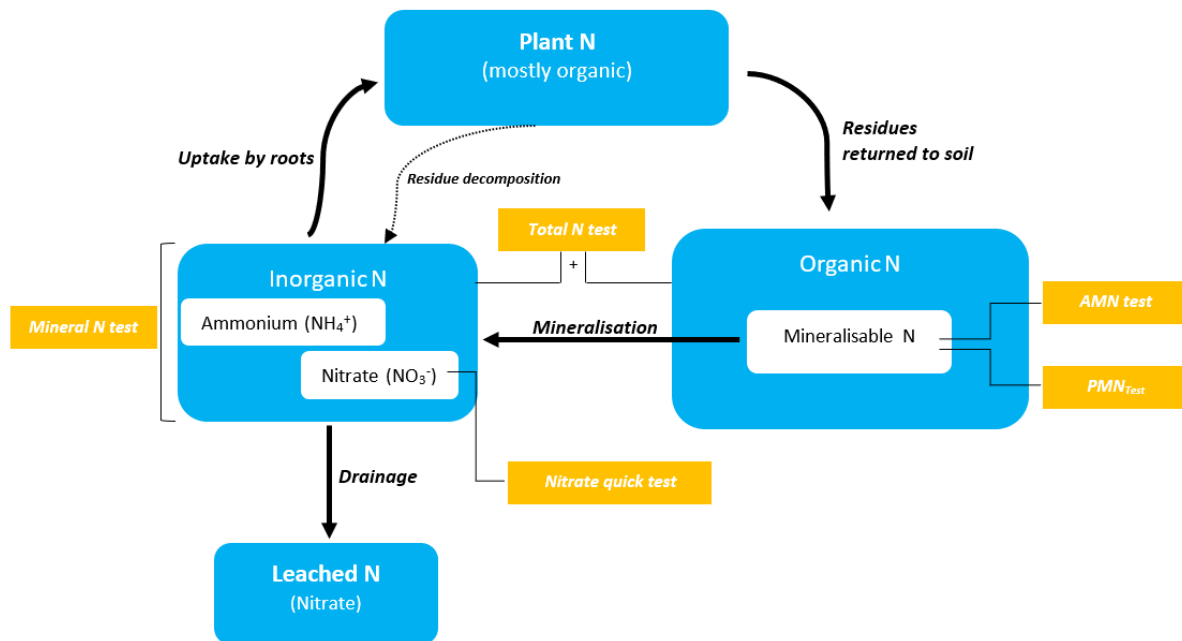 Plant N
(mostly organic)
Uptake by roots
Residue decomposition
Residues
returned to soil
Total N test
+
Inorganic N
Ammonium (NH₄⁺)
Nitrate (NO₃⁻)
Mineral N test
Mineralisation
Organic N
Mineralisable N
AMN test
PMN_Test
Drainage
Nitrate quick test
Leached N
(Nitrate)